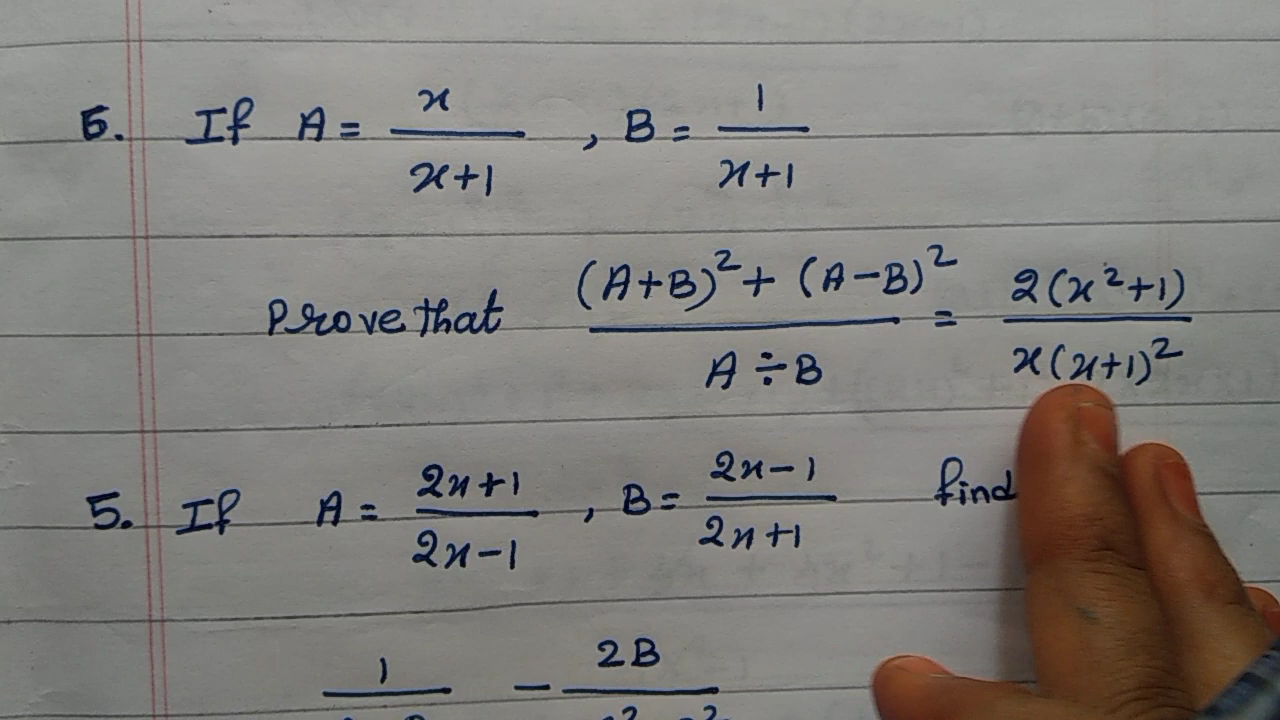 6. If A = x/(x+1) , B = 1/(x+1)
Prove that ((A+B)² + (A−B)²)/(A ÷ B) = 2(x²+1)/(x(x+1)²)
5. If A = (2x+1)/(2x−1) , B = (2x−1)/(2x+1) find
1 − 2B